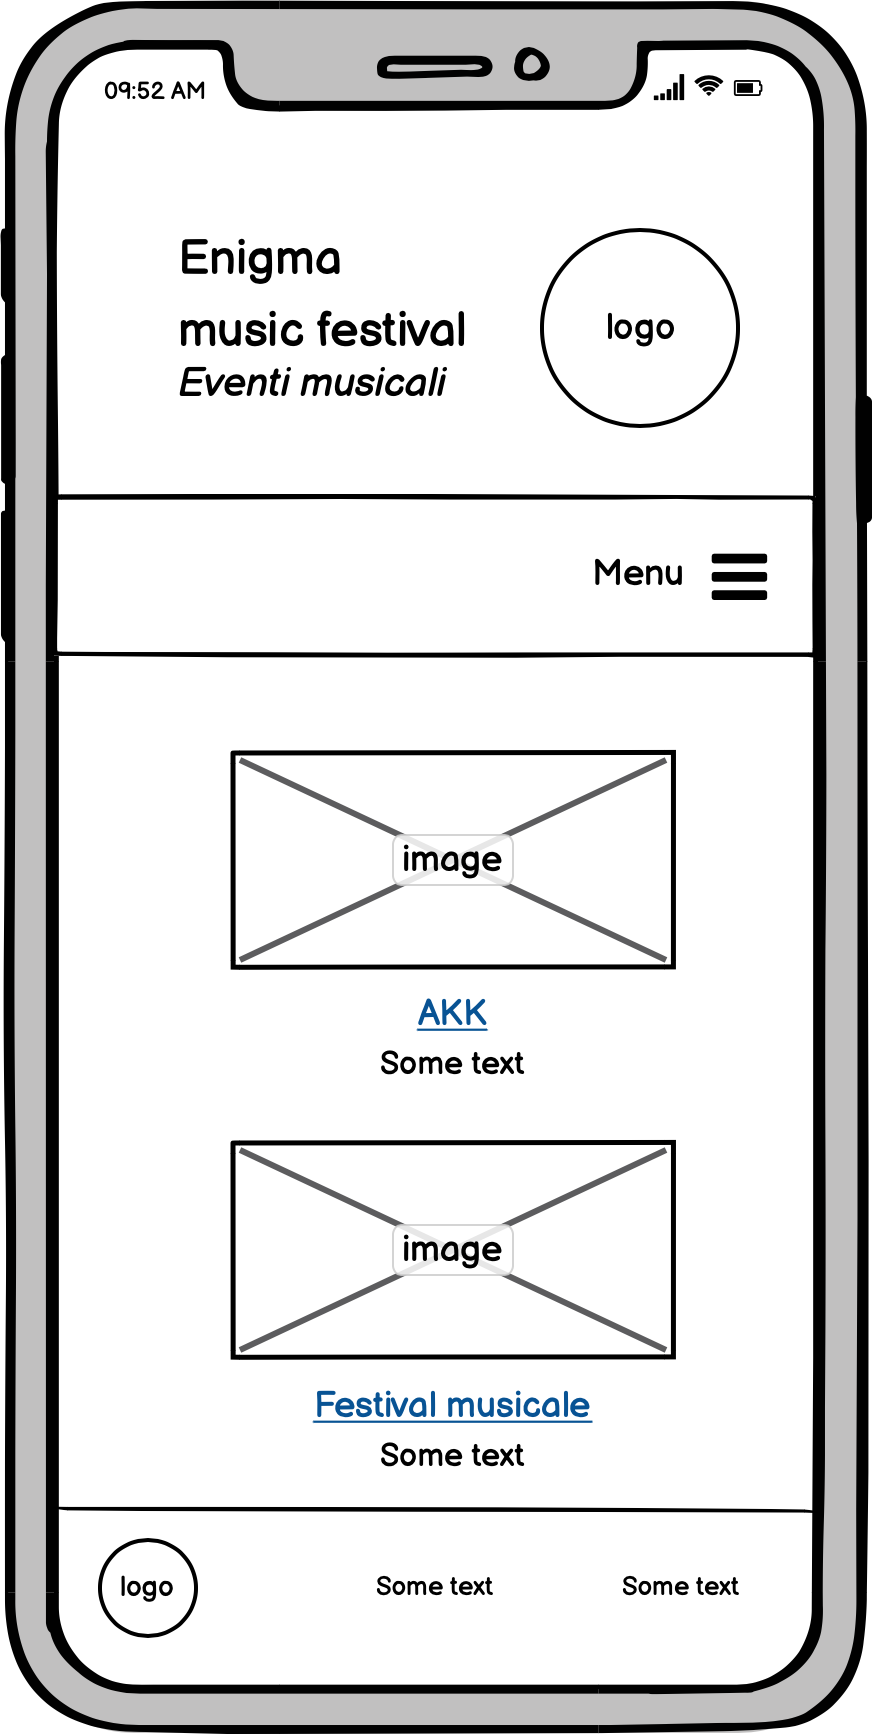 09:52 AM
Enigma
music festival
Eventi musicali
logo
Menu
image
AKK
Some text
image
Festival musicale
Some text
logo
Some text
Some text